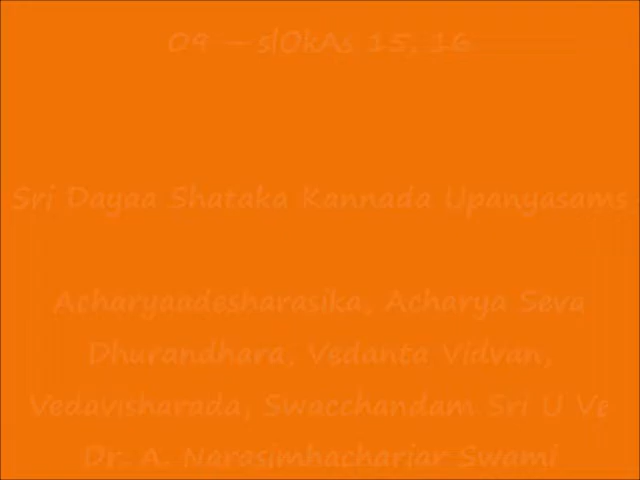 09 – slOkAs 15, 16
Sri Dayaa Shataka Kannada Upanyasams
Acharyaadesharasika, Acharya Seva
Dhurandhara, Vedanta Vidvan,
Vedavisharada, Swacchandam Sri U Ve
Dr. A. Narasimhachariar Swami